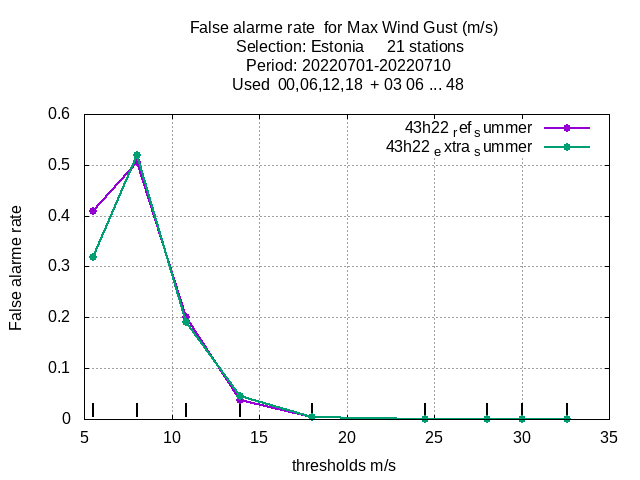 False alarme rate  for Max Wind Gust (m/s)
Selection: Estonia     21 stations
Period: 20220701-20220710
Used  00,06,12,18  + 03 06 ... 48
43h22 ref summer
43h22 extra summer
0.6
0.5
0.4
0.3
0.2
0.1
0
False alarme rate
5 10 15 20 25 30 35
thresholds m/s